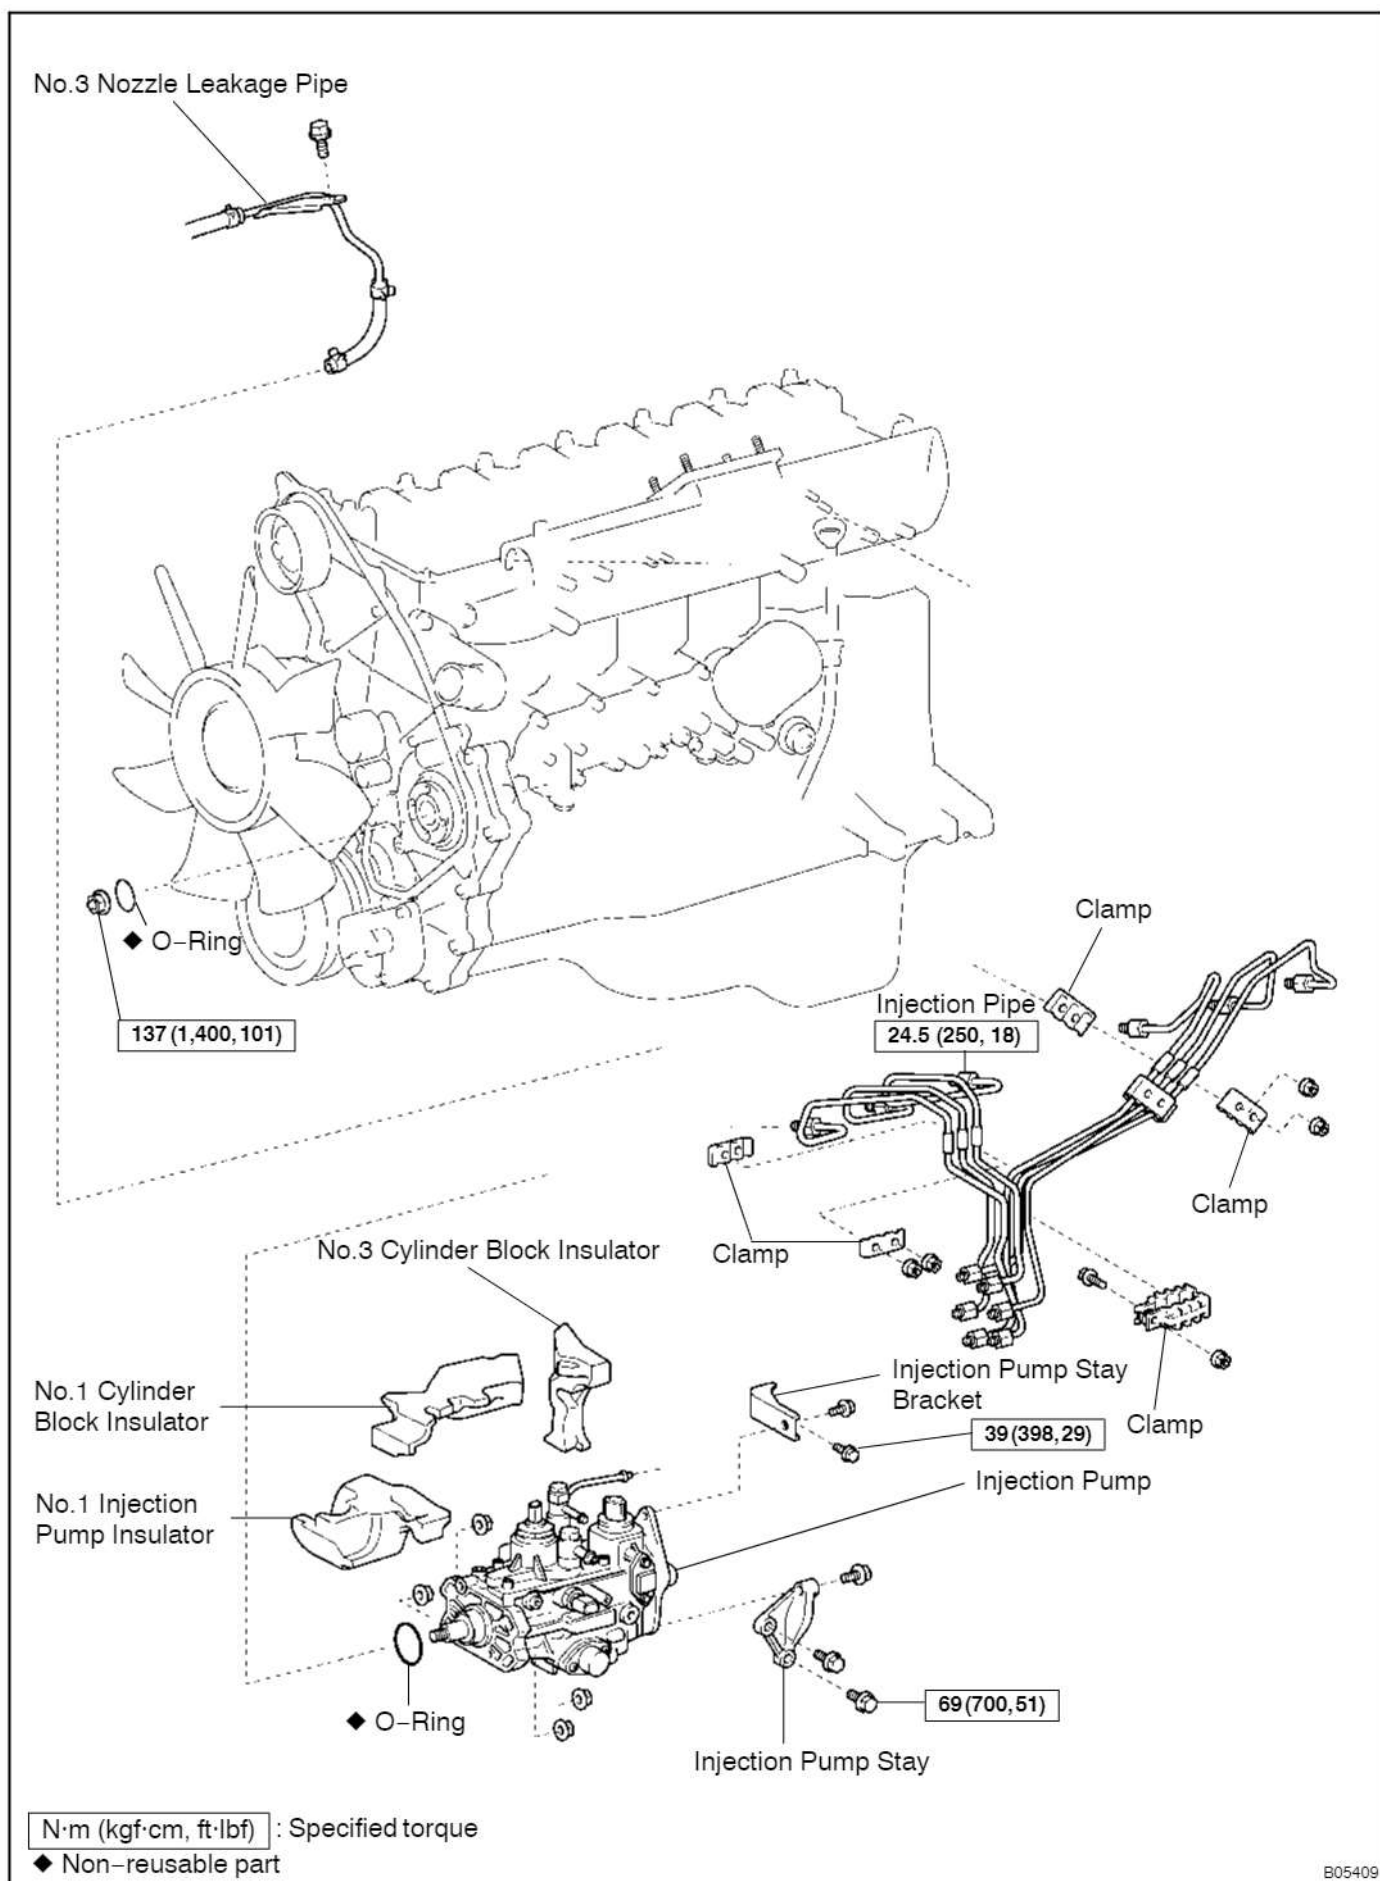 No.3 Nozzle Leakage Pipe
◆ O-Ring
137 (1,400, 101)
Clamp
Injection Pipe
24.5 (250, 18)
Clamp
Clamp
No.3 Cylinder Block Insulator
Injection Pump Stay
Bracket
Clamp
No.1 Cylinder
Block Insulator
39 (398, 29)
Injection Pump
No.1 Injection
Pump Insulator
69 (700, 51)
◆ O-Ring
Injection Pump Stay
N·m (kgf·cm, ft·lbf) : Specified torque
◆ Non-reusable part
B05409